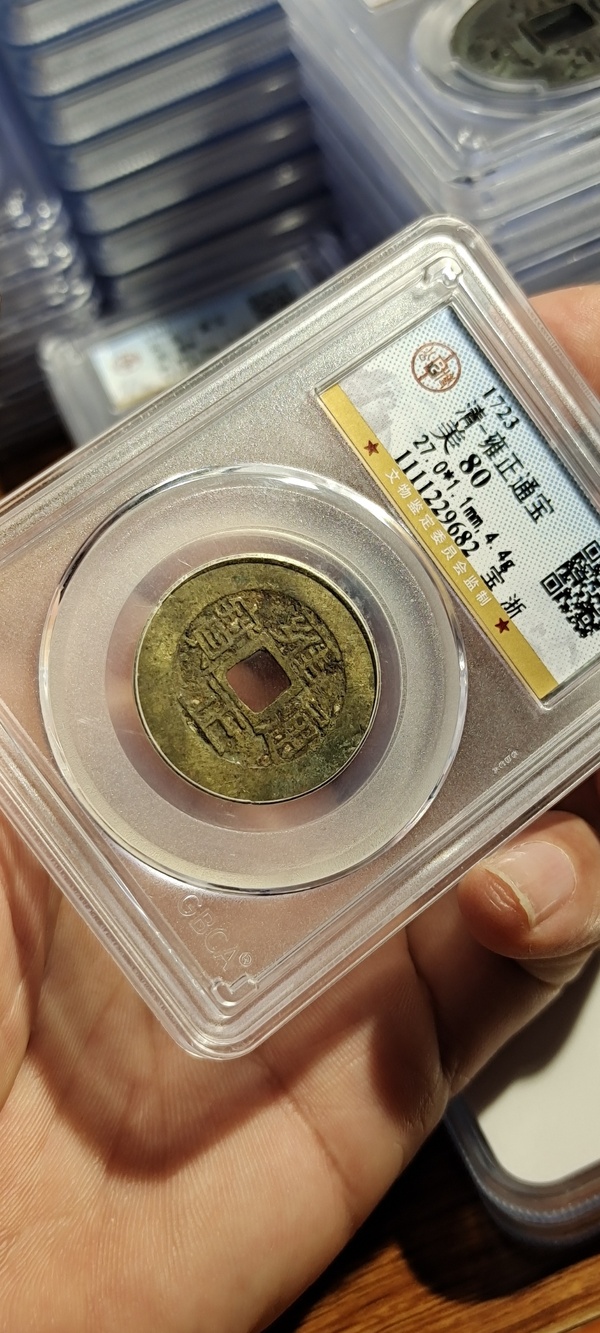 1723
清-雍正通宝
美 80
27.0*1.1mm,4.4g
1111229682 宝 浙
文物鉴定委员会监制
雍正通寶
GBCA®